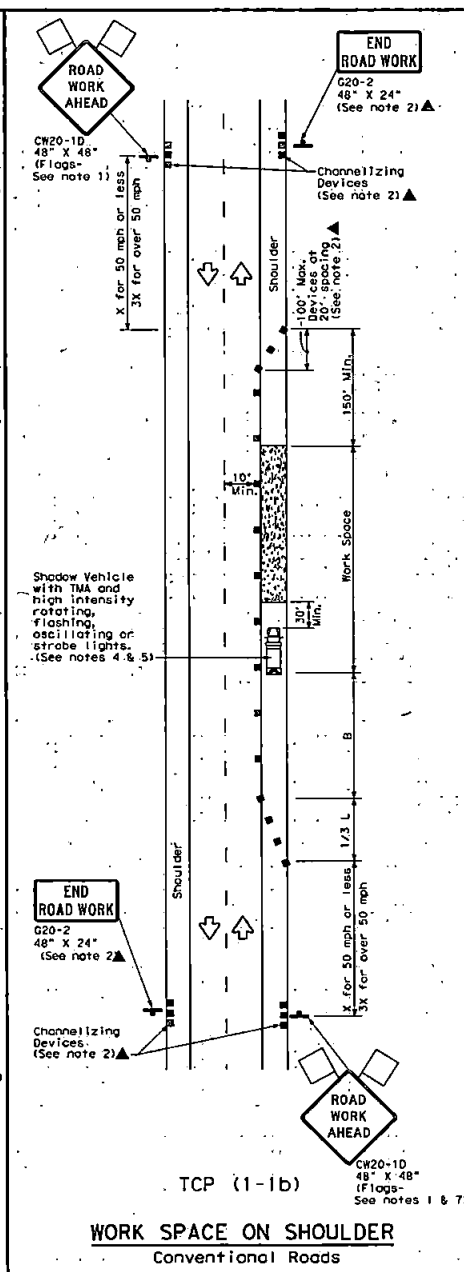 ROAD
WORK
AHEAD
CW20-1D
48" X 48"
(Flags-
See note 1)
END
ROAD WORK
G20-2
48" X 24"
(See note 2)▲
Channelizing
Devices
(See note 2)▲
X for 50 mph or less
3X for over 50 mph
Shoulder
100' Max.
Devices at
20' spacing
(See note 2)▲
150' Min.
10'
Min.
Work Space
Shadow Vehicle
with TMA and
high intensity
rotating,
flashing,
oscillating or
strobe lights.
(See notes 4 & 5)
30'
Min.
B
1/3 L
Shoulder
X for 50 mph or less
3X for over 50 mph
END
ROAD WORK
G20-2
48" X 24"
(See note 2)▲
Channelizing
Devices
(See note 2)▲
ROAD
WORK
AHEAD
CW20-1D
48" X 48"
(Flags-
See notes 1 & 7)
TCP (1-1b)
WORK SPACE ON SHOULDER
Conventional Roads